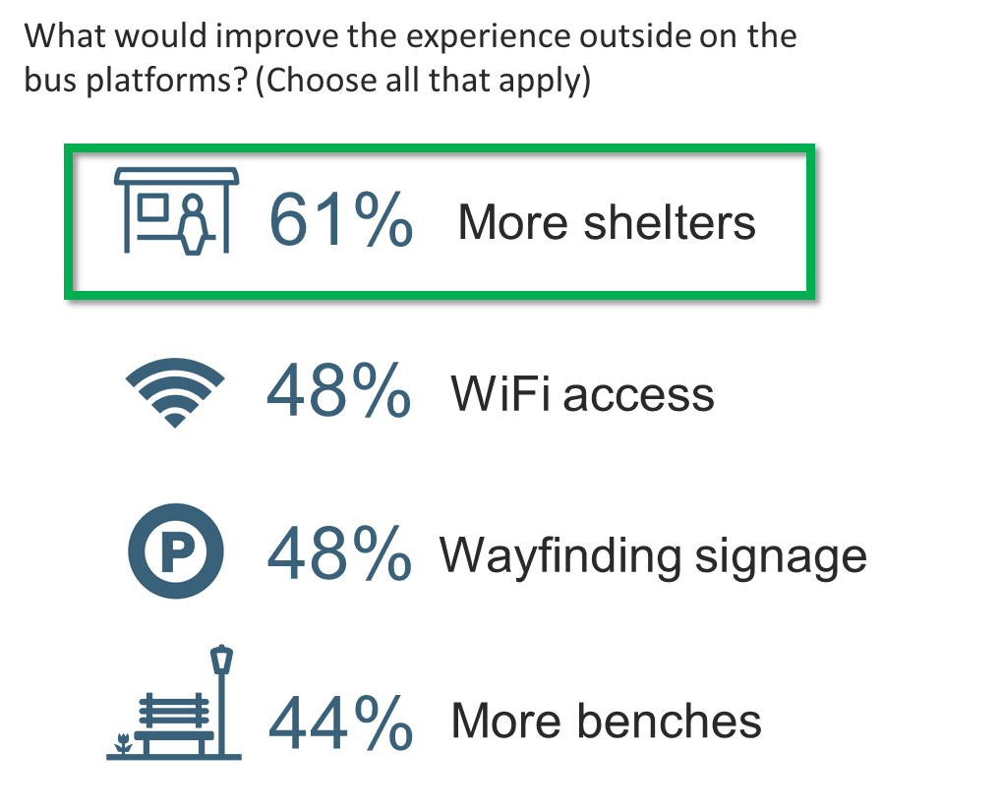 What would improve the experience outside on the
bus platforms? (Choose all that apply)
61% More shelters
48% WiFi access
P 48% Wayfinding signage
44% More benches